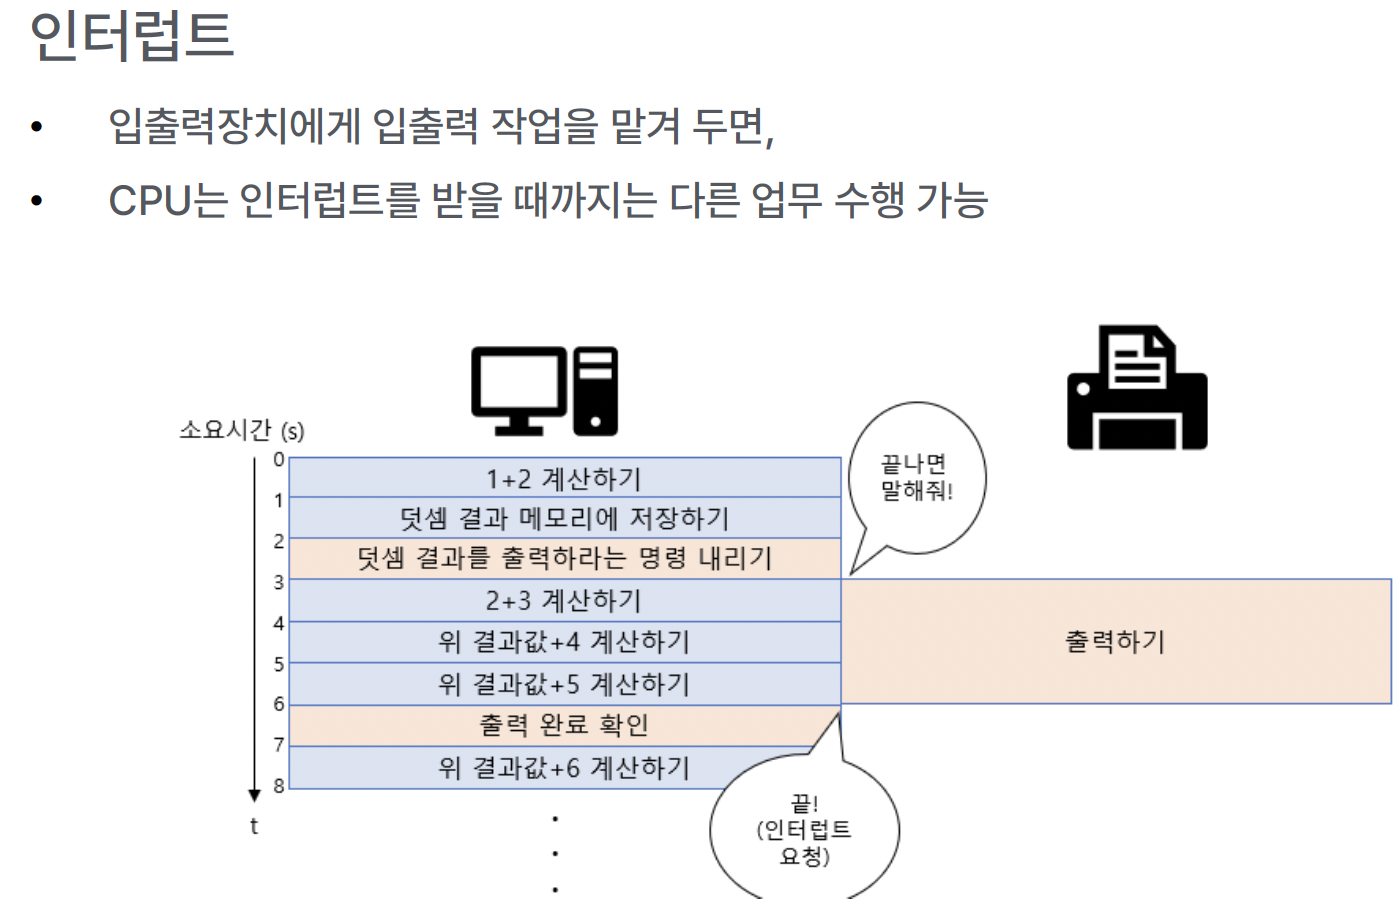 인터럽트
• 입출력장치에게 입출력 작업을 맡겨 두면,
• CPU는 인터럽트를 받을 때까지는 다른 업무 수행 가능
소요시간 (s)
0
1+2 계산하기
1
덧셈 결과 메모리에 저장하기
2
덧셈 결과를 출력하라는 명령 내리기
3
2+3 계산하기
4
위 결과값+4 계산하기
5
위 결과값+5 계산하기
6
출력 완료 확인
7
위 결과값+6 계산하기
8
t
끝나면
말해줘!
출력하기
끝!
(인터럽트
요청)